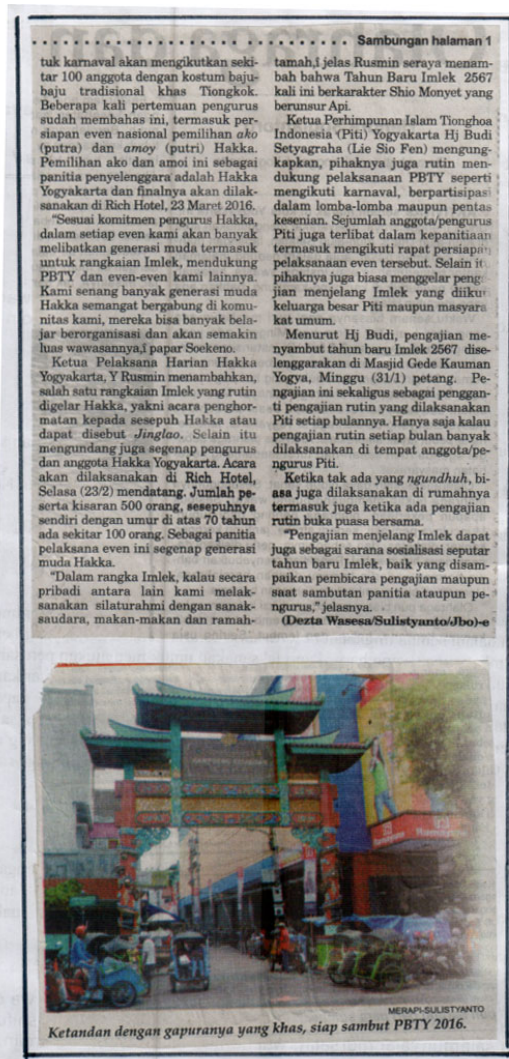 Sambungan halaman 1
tuk karnaval akan mengikutkan seki-
tar 100 anggota dengan kostum baju-
baju tradisional khas Tiongkok.
Beberapa kali pertemuan pengurus
sudah membahas ini, termasuk per-
siapan even nasional pemilihan ako
(putra) dan amoy (putri) Hakka.
Pemilihan ako dan amoi ini sebagai
panitia penyelenggara adalah Hakka
Yogyakarta dan finalnya akan dilak-
sanakan di Rich Hotel, 23 Maret 2016.
"Sesuai komitmen pengurus Hakka,
dalam setiap even kami akan banyak
melibatkan generasi muda termasuk
untuk rangkaian Imlek, mendukung
PBTY dan even-even kami lainnya.
Kami senang banyak generasi muda
Hakka semangat bergabung di komu-
nitas kami, mereka bisa banyak bela-
jar berorganisasi dan akan semakin
luas wawasannya,î papar Soekeno.
Ketua Pelaksana Harian Hakka
Yogyakarta, Y Rusmin menambahkan,
salah satu rangkaian Imlek yang rutin
digelar Hakka, yakni acara penghor-
matan kepada sesepuh Hakka atau
dapat disebut Jinglao. Selain itu
mengundang juga segenap pengurus
dan anggota Hakka Yogyakarta. Acara
akan dilaksanakan di Rich Hotel,
Selasa (23/2) mendatang. Jumlah pe-
serta kisaran 500 orang, sesepuhnya
sendiri dengan umur di atas 70 tahun
ada sekitar 100 orang. Sebagai panitia
pelaksana even ini segenap generasi
muda Hakka.
"Dalam rangka Imlek, kalau secara
pribadi antara lain kami melak-
sanakan silaturahmi dengan sanak-
saudara, makan-makan dan ramah-
tamah,î jelas Rusmin seraya menam-
bah bahwa Tahun Baru Imlek 2567
kali ini berkarakter Shio Monyet yang
berunsur Api.
Ketua Perhimpunan Islam Tionghoa
Indonesia (Piti) Yogyakarta Hj Budi
Setyagraha (Lie Sio Fen) mengung-
kapkan, pihaknya juga rutin men-
dukung pelaksanaan PBTY seperti
mengikuti karnaval, berpartisipas
dalam lomba-lomba maupun pentas
kesenian. Sejumlah anggota/pengurus
Piti juga terlibat dalam kepanitiaan
termasuk mengikuti rapat persiapan
pelaksanaan even tersebut. Selain it
pihaknya juga biasa menggelar peng
jian menjelang Imlek yang diikut
keluarga besar Piti maupun masyara
kat umum.
Menurut Hj Budi, pengajian me-
nyambut tahun baru Imlek 2567 dise-
lenggarakan di Masjid Gede Kauman
Yogya, Minggu (31/1) petang. Pe-
ngajian ini sekaligus sebagai penggan-
ti pengajian rutin yang dilaksanakan
Piti setiap bulannya. Hanya saja kalau
pengajian rutin setiap bulan banyak
dilaksanakan di tempat anggota/pe-
ngurus Piti.
Ketika tak ada yang ngundhuh, bi-
asa juga dilaksanakan di rumahnya
termasuk juga ketika ada pengajian
rutin buka puasa bersama.
"Pengajian menjelang Imlek dapat
juga sebagai sarana sosialisasi seputar
tahun baru Imlek, baik yang disam-
paikan pembicara pengajian maupun
saat sambutan panitia ataupun pe-
ngurus," jelasnya.
(Dezta Wasesa/Sulistyanto/Jbo)-e
MERAPI-SULISTYANTO
Ketandan dengan gapuranya yang khas, siap sambut PBTY 2016.